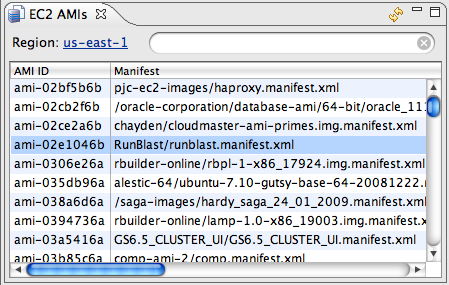 EC2 AMIs
Region: us-east-1
AMI ID Manifest
ami-02bf5b6b pjc-ec2-images/haproxy.manifest.xml
ami-02cb2f6b /oracle-corporation/database-ami/64-bit/oracle_111
ami-02ce2a6b chayden/cloudmaster-ami-primes.img.manifest.xml
ami-02e1046b RunBlast/runblast.manifest.xml
ami-0306e26a rbuilder-online/rbpl-1-x86_17924.img.manifest.xml
ami-035db96a alestic-64/ubuntu-7.10-gutsy-base-64-20081222.
ami-038a6d6a /saga-images/hardy_saga_24_01_2009.manifest.xml
ami-0394736a rbuilder-online/lamp-1.0-x86_19003.img.manifest.xml
ami-03a5416a GS6.5_CLUSTER_UI/GS6.5_CLUSTER_UI.manifest.xml
ami-03b85c6a comp-ami-2/comp.manifest.xml